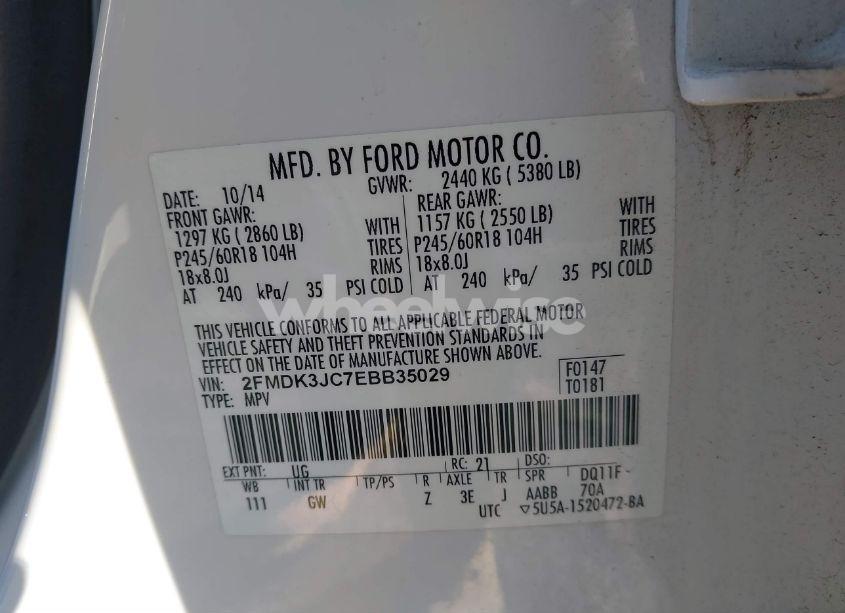 MFD. BY FORD MOTOR CO.
DATE: 10/14 GVWR: 2440 KG ( 5380 LB)
FRONT GAWR: REAR GAWR:
1297 KG ( 2860 LB) WITH 1157 KG ( 2550 LB) WITH
P245/60R18 104H TIRES P245/60R18 104H TIRES
18x8.0J RIMS 18x8.0J RIMS
AT 240 kPa/ 35 PSI COLD AT 240 kPa/ 35 PSI COLD
wheelwise
THIS VEHICLE CONFORMS TO ALL APPLICABLE FEDERAL MOTOR
VEHICLE SAFETY AND THEFT PREVENTION STANDARDS IN
EFFECT ON THE DATE OF MANUFACTURE SHOWN ABOVE.
VIN: 2FMDK3JC7EBB35029 F0147
TYPE: MPV T0181
EXT PNT: UG RC: 21 DSO:
WB INT TR TP/PS R AXLE TR SPR DQ11F
111 GW Z 3E J AABB 70A
UTC ▽5U5A-1520472-BA